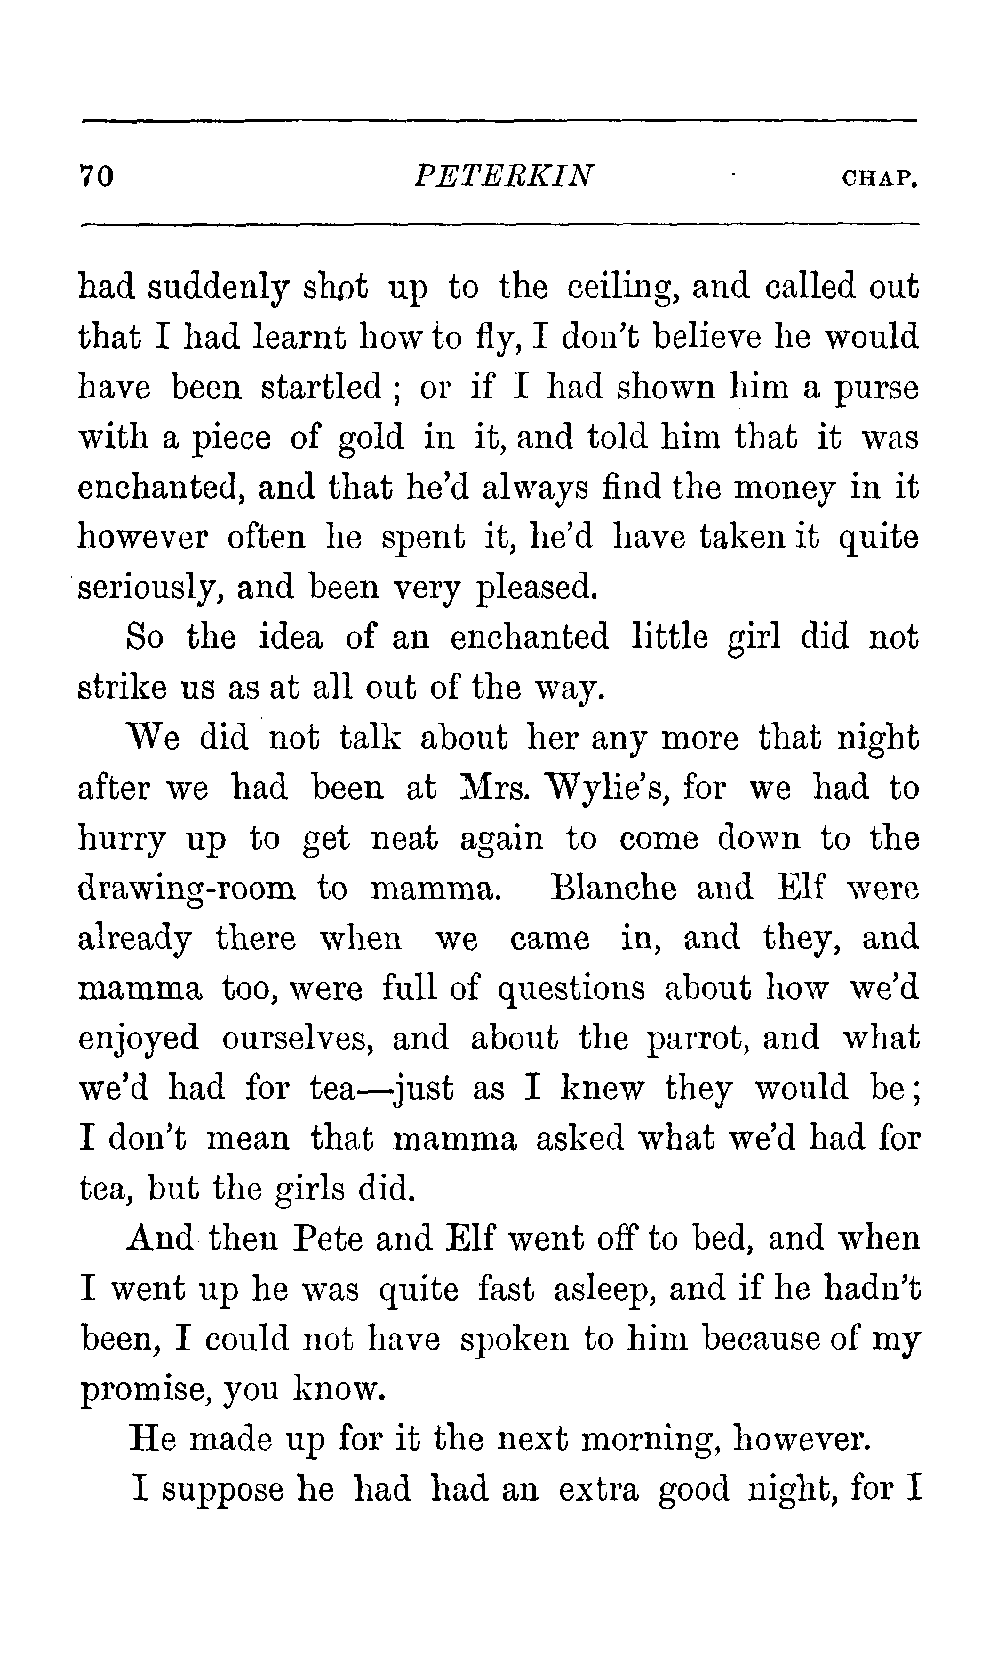 70 PETERKIN CHAP.
had suddenly shot up to the ceiling, and called out
that I had learnt how to fly, I don't believe he would
have been startled ; or if I had shown him a purse
with a piece of gold in it, and told him that it was
enchanted, and that he'd always find the money in it
however often he spent it, he'd have taken it quite
seriously, and been very pleased.
So the idea of an enchanted little girl did not
strike us as at all out of the way.
We did not talk about her any more that night
after we had been at Mrs. Wylie's, for we had to
hurry up to get neat again to come down to the
drawing-room to mamma. Blanche and Elf were
already there when we came in, and they, and
mamma too, were full of questions about how we'd
enjoyed ourselves, and about the parrot, and what
we'd had for tea—just as I knew they would be ;
I don't mean that mamma asked what we'd had for
tea, but the girls did.
And then Pete and Elf went off to bed, and when
I went up he was quite fast asleep, and if he hadn't
been, I could not have spoken to him because of my
promise, you know.
He made up for it the next morning, however.
I suppose he had had an extra good night, for I